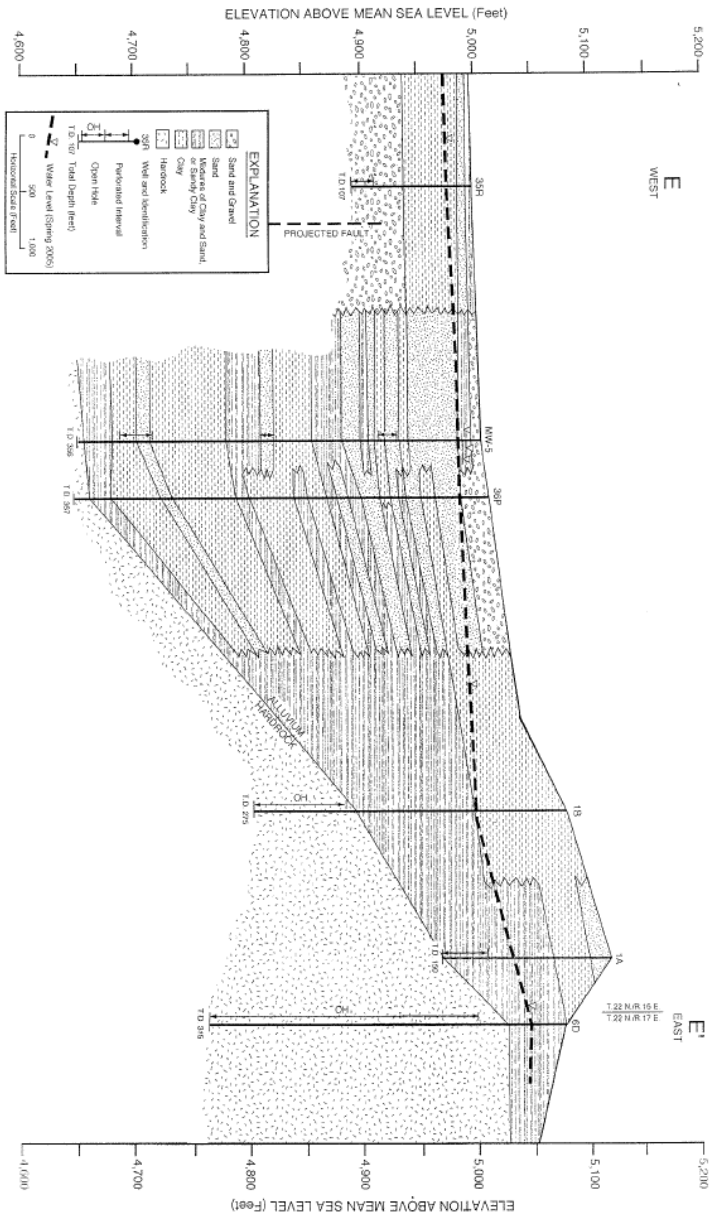 E
WEST
E'
EAST
T.22 N./R 16 E.
T.22 N./R 17 E.
ELEVATION ABOVE MEAN SEA LEVEL (Feet)
5,200
5,100
5,000
4,900
4,800
4,700
4,600
35R
MW-5
36P
1B
1A
6D
T.D. 107
T.D. 366
T.D. 367
T.D. 275
T.D. 150
T.D. 315
OH
OH
PROJECTED FAULT
ALLUVIUM
HARDROCK
EXPLANATION
Sand and Gravel
Sand
Mixtures of Clay and Sand,
or Sandy Clay
Clay
Hardrock
35R
Well and Identification
Perforated Interval
OH
Open Hole
T.D. 107
Total Depth (feet)
Water Level (Spring 2005)
0
500
1,000
Horizontal Scale (Feet)
ELEVATION ABOVE MEAN SEA LEVEL (Feet)
5,200
5,100
5,000
4,900
4,800
4,700
4,600